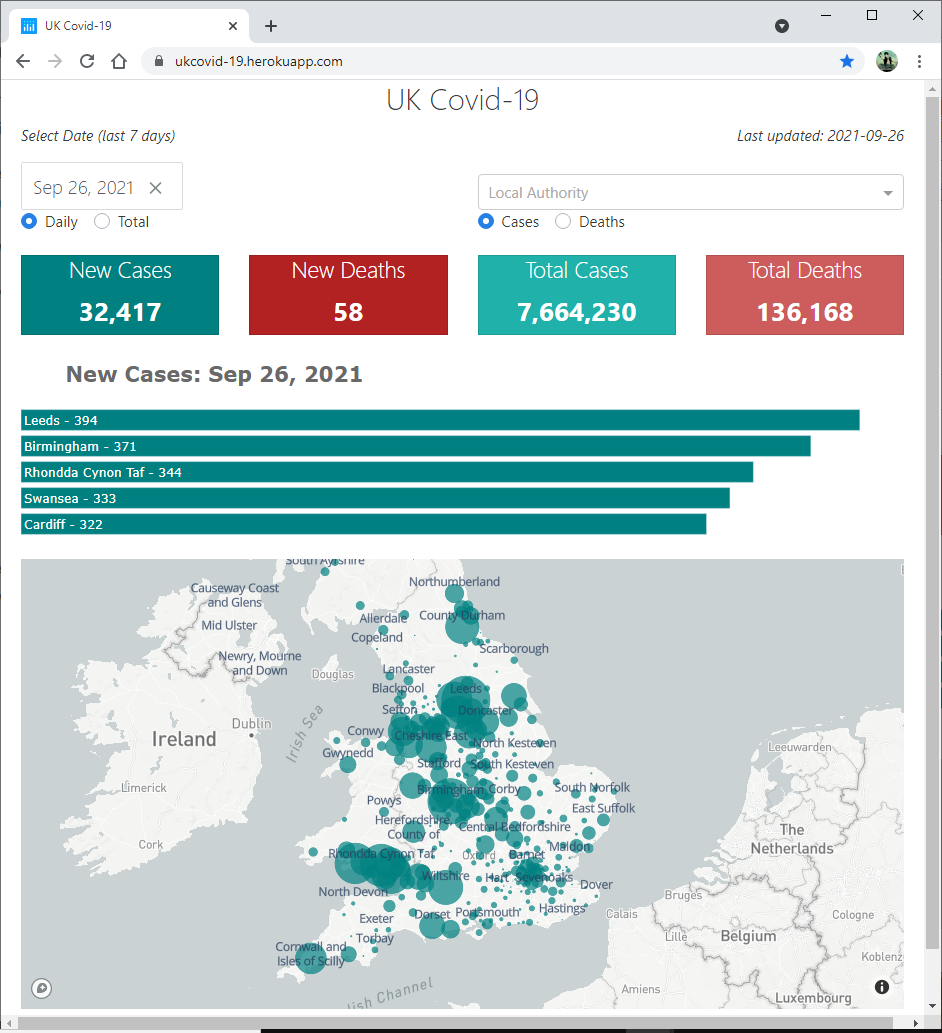 UK Covid-19
ukcovid-19.herokuapp.com
UK Covid-19
Select Date (last 7 days)
Last updated: 2021-09-26
Sep 26, 2021
Local Authority
Daily
Total
Cases
Deaths
New Cases
32,417
New Deaths
58
Total Cases
7,664,230
Total Deaths
136,168
New Cases: Sep 26, 2021
Leeds - 394
Birmingham - 371
Rhondda Cynon Taf - 344
Swansea - 333
Cardiff - 322
South Ayrshire
Northumberland
Causeway Coast
and Glens
Allerdale
County Durham
Mid Ulster
Copeland
Scarborough
Newry, Mourne
and Down
Lancaster
Douglas
Blackpool
Leeds
Sefton
Doncaster
Dublin
Irish Sea
Conwy
Cheshire East
Ireland
North Kesteven
Leeuwarden
Gwynedd
Stafford
South Kesteven
Limerick
Birmingham
Corby
South Norfolk
Powys
East Suffolk
Herefordshire,
County of
Central Bedfordshire
The
Netherlands
Cork
Maldon
Rhondda Cynon Taf
Oxford
Barnet
Wiltshire
Hart
Sevenoaks
North Devon
Dover
Bruges
Exeter
Dorset
Portsmouth
Hastings
Calais
Cologne
Torbay
Lille
Belgium
Cornwall and
Isles of Scilly
Koblenz
Amiens
lish Channel
Luxembourg